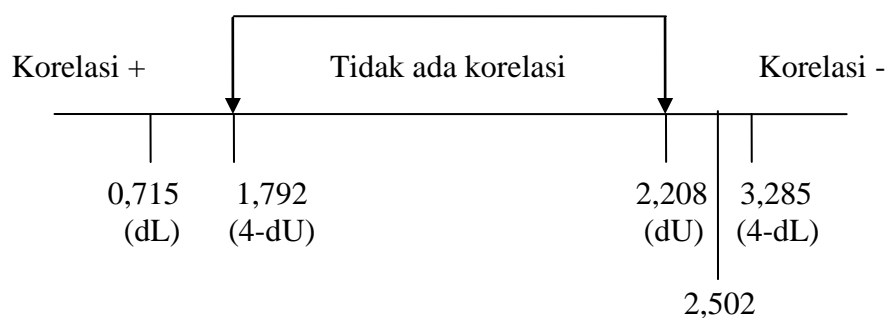 Korelasi + Tidak ada korelasi Korelasi -
0,715 1,792 2,208 3,285
(dL) (4-dU) (dU) (4-dL)
2,502